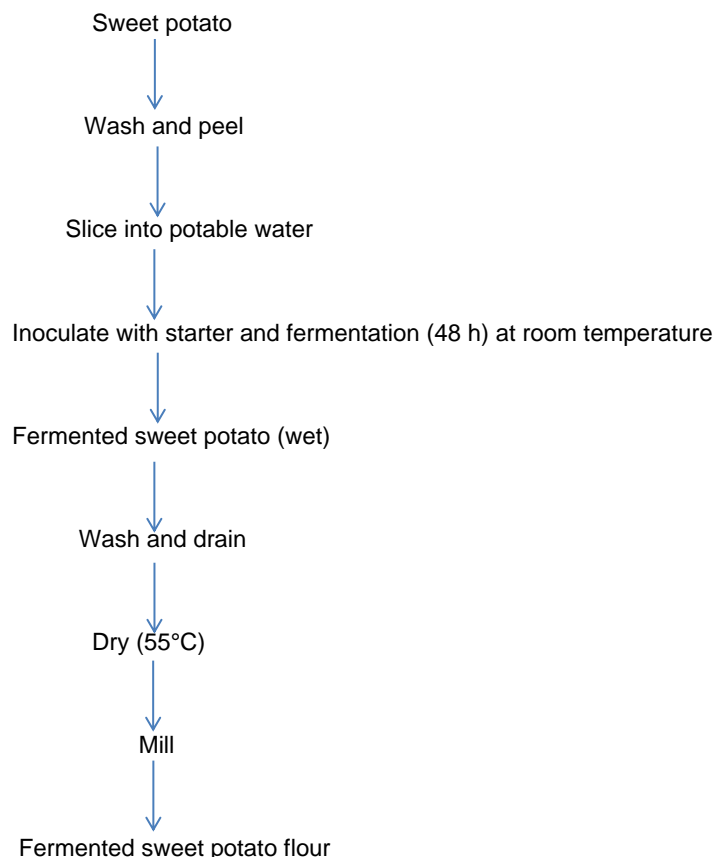 Sweet potato
Wash and peel
Slice into potable water
Inoculate with starter and fermentation (48 h) at room temperature
Fermented sweet potato (wet)
Wash and drain
Dry (55°C)
Mill
Fermented sweet potato flour